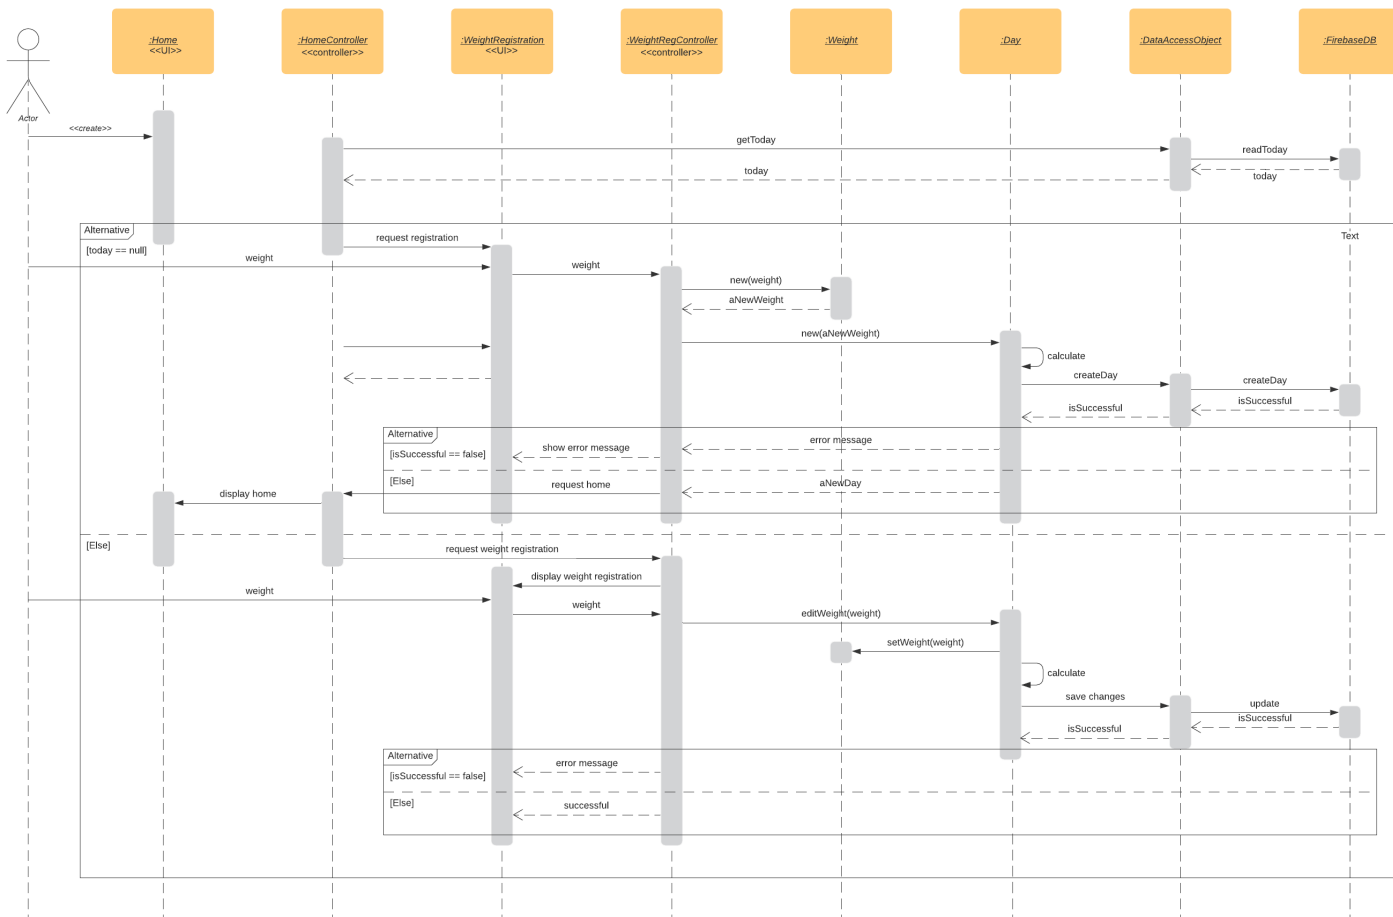 :Home
<<UI>>
:HomeController
<<controller>>
:WeightRegistration
<<UI>>
:WeightRegController
<<controller>>
:Weight
:Day
:DataAccessObject
:FirebaseDB
Actor
<<create>>
getToday
readToday
today
today
Alternative
[today == null]
request registration
Text
weight
weight
new(weight)
aNewWeight
new(aNewWeight)
calculate
createDay
createDay
isSuccessful
isSuccessful
Alternative
[isSuccessful == false]
show error message
error message
[Else]
request home
aNewDay
display home
[Else]
request weight registration
display weight registration
weight
weight
editWeight(weight)
setWeight(weight)
calculate
save changes
update
isSuccessful
isSuccessful
Alternative
[isSuccessful == false]
error message
[Else]
successful